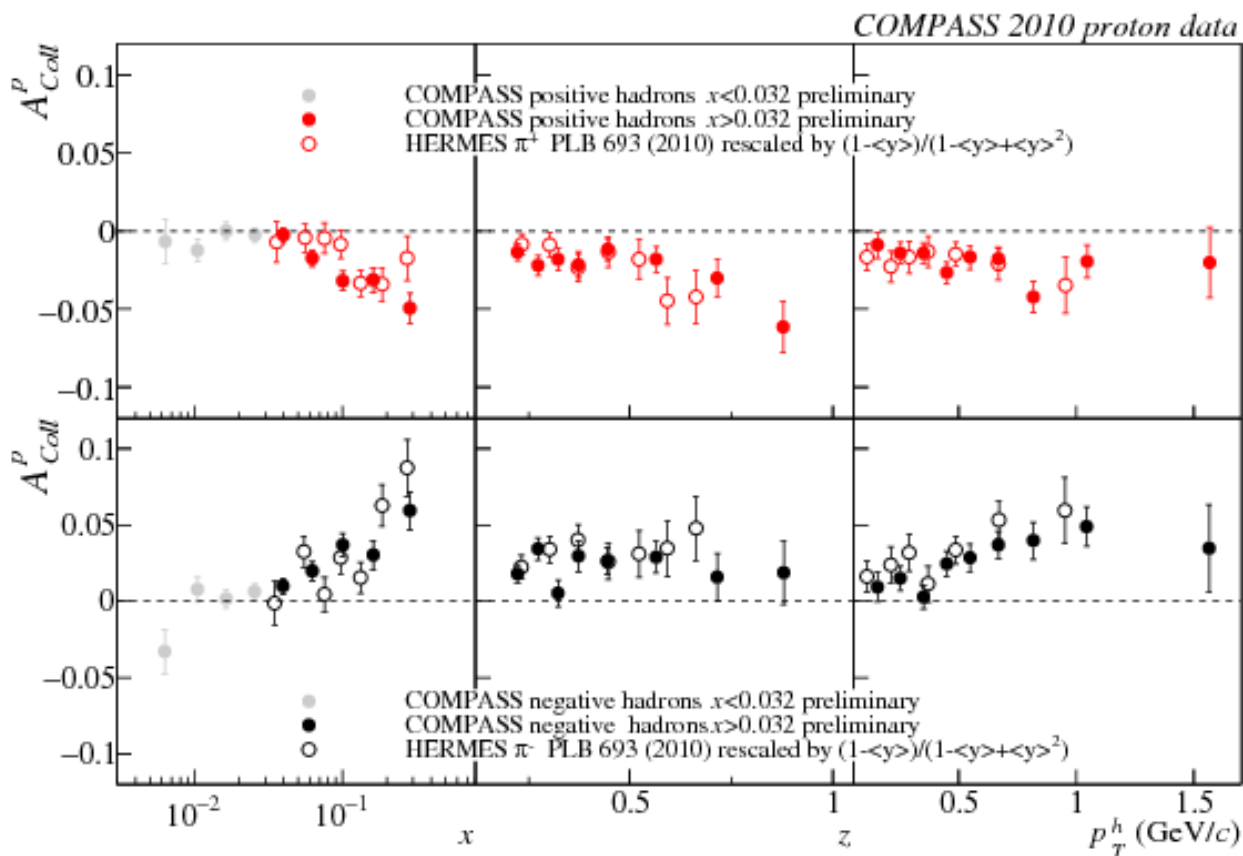 COMPASS 2010 proton data
A^p_Coll
0.1
0.05
0
−0.05
−0.1
COMPASS positive hadrons x<0.032 preliminary
COMPASS positive hadrons x>0.032 preliminary
HERMES π⁺ PLB 693 (2010) rescaled by (1-<y>)/(1-<y>+<y>²)
A^p_Coll
0.1
0.05
0
−0.05
−0.1
COMPASS negative hadrons x<0.032 preliminary
COMPASS negative hadrons x>0.032 preliminary
HERMES π⁻ PLB 693 (2010) rescaled by (1-<y>)/(1-<y>+<y>²)
10⁻² 10⁻¹ 0.5 1 0.5 1 1.5
x z p_T^h (GeV/c)